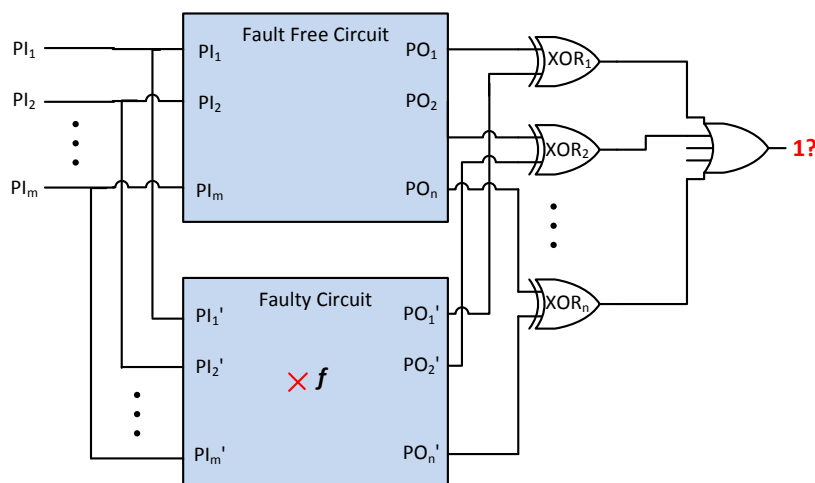 Fault Free Circuit
PI₁ PI₁ PO₁ XOR₁
PI₂ PI₂ PO₂
XOR₂ 1?
PIₘ PIₘ POₙ
Faulty Circuit
PI₁' PO₁' XORₙ
PI₂' PO₂'
f
PIₘ' POₙ'